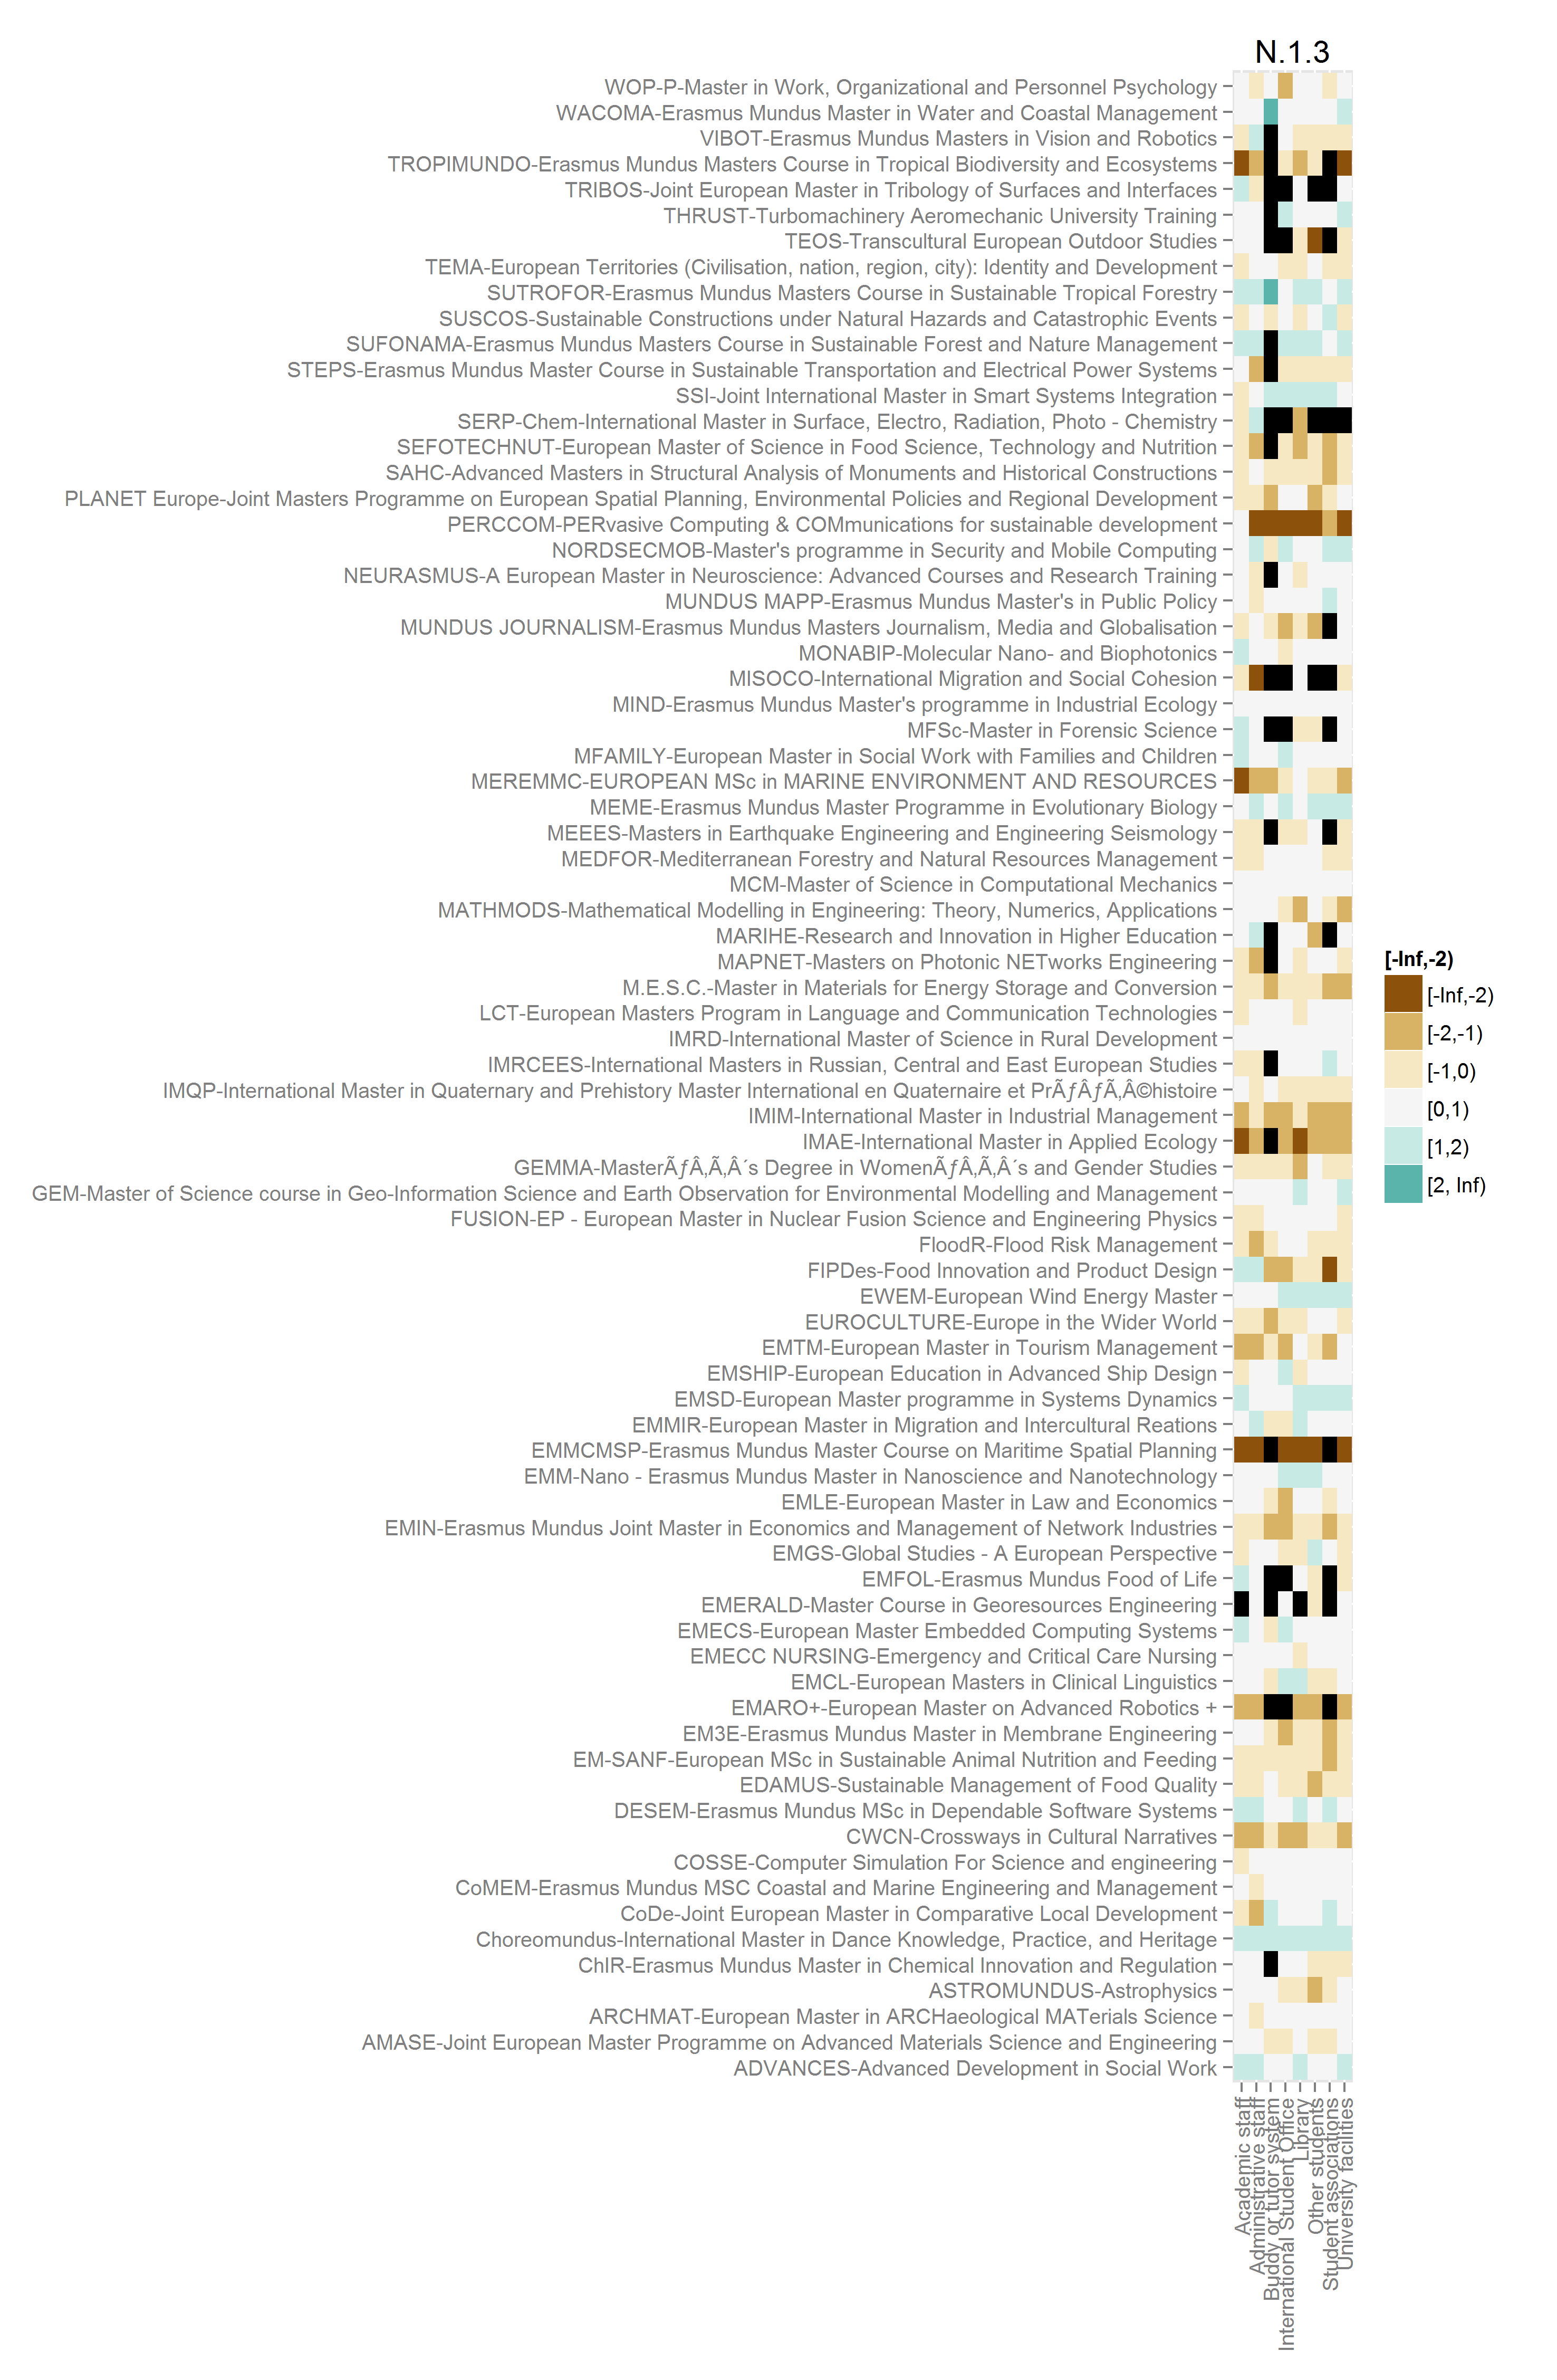 N.1.3
WOP-P-Master in Work, Organizational and Personnel Psychology
WACOMA-Erasmus Mundus Master in Water and Coastal Management
VIBOT-Erasmus Mundus Masters in Vision and Robotics
TROPIMUNDO-Erasmus Mundus Masters Course in Tropical Biodiversity and Ecosystems
TRIBOS-Joint European Master in Tribology of Surfaces and Interfaces
THRUST-Turbomachinery Aeromechanic University Training
TEOS-Transcultural European Outdoor Studies
TEMA-European Territories (Civilisation, nation, region, city): Identity and Development
SUTROFOR-Erasmus Mundus Masters Course in Sustainable Tropical Forestry
SUSCOS-Sustainable Constructions under Natural Hazards and Catastrophic Events
SUFONAMA-Erasmus Mundus Masters Course in Sustainable Forest and Nature Management
STEPS-Erasmus Mundus Master Course in Sustainable Transportation and Electrical Power Systems
SSI-Joint International Master in Smart Systems Integration
SERP-Chem-International Master in Surface, Electro, Radiation, Photo - Chemistry
SEFOTECHNUT-European Master of Science in Food Science, Technology and Nutrition
SAHC-Advanced Masters in Structural Analysis of Monuments and Historical Constructions
PLANET Europe-Joint Masters Programme on European Spatial Planning, Environmental Policies and Regional Development
PERCCOM-PERvasive Computing & COMmunications for sustainable development
NORDSECMOB-Master's programme in Security and Mobile Computing
NEURASMUS-A European Master in Neuroscience: Advanced Courses and Research Training
MUNDUS MAPP-Erasmus Mundus Master's in Public Policy
MUNDUS JOURNALISM-Erasmus Mundus Masters Journalism, Media and Globalisation
MONABIP-Molecular Nano- and Biophotonics
MISOCO-International Migration and Social Cohesion
MIND-Erasmus Mundus Master's programme in Industrial Ecology
MFSc-Master in Forensic Science
MFAMILY-European Master in Social Work with Families and Children
MEREMMC-EUROPEAN MSc in MARINE ENVIRONMENT AND RESOURCES
MEME-Erasmus Mundus Master Programme in Evolutionary Biology
MEEES-Masters in Earthquake Engineering and Engineering Seismology
MEDFOR-Mediterranean Forestry and Natural Resources Management
MCM-Master of Science in Computational Mechanics
MATHMODS-Mathematical Modelling in Engineering: Theory, Numerics, Applications
MARIHE-Research and Innovation in Higher Education
MAPNET-Masters on Photonic NETworks Engineering
M.E.S.C.-Master in Materials for Energy Storage and Conversion
LCT-European Masters Program in Language and Communication Technologies
IMRD-International Master of Science in Rural Development
IMRCEES-International Masters in Russian, Central and East European Studies
IMQP-International Master in Quaternary and Prehistory Master International en Quaternaire et PrÃƒÂƒÃ‚Â©histoire
IMIM-International Master in Industrial Management
IMAE-International Master in Applied Ecology
GEMMA-MasterÃƒÂ‚Ã‚Â´s Degree in WomenÃƒÂ‚Ã‚Â´s and Gender Studies
GEM-Master of Science course in Geo-Information Science and Earth Observation for Environmental Modelling and Management
FUSION-EP - European Master in Nuclear Fusion Science and Engineering Physics
FloodR-Flood Risk Management
FIPDes-Food Innovation and Product Design
EWEM-European Wind Energy Master
EUROCULTURE-Europe in the Wider World
EMTM-European Master in Tourism Management
EMSHIP-European Education in Advanced Ship Design
EMSD-European Master programme in Systems Dynamics
EMMIR-European Master in Migration and Intercultural Reations
EMMCMSP-Erasmus Mundus Master Course on Maritime Spatial Planning
EMM-Nano - Erasmus Mundus Master in Nanoscience and Nanotechnology
EMLE-European Master in Law and Economics
EMIN-Erasmus Mundus Joint Master in Economics and Management of Network Industries
EMGS-Global Studies - A European Perspective
EMFOL-Erasmus Mundus Food of Life
EMERALD-Master Course in Georesources Engineering
EMECS-European Master Embedded Computing Systems
EMECC NURSING-Emergency and Critical Care Nursing
EMCL-European Masters in Clinical Linguistics
EMARO+-European Master on Advanced Robotics +
EM3E-Erasmus Mundus Master in Membrane Engineering
EM-SANF-European MSc in Sustainable Animal Nutrition and Feeding
EDAMUS-Sustainable Management of Food Quality
DESEM-Erasmus Mundus MSc in Dependable Software Systems
CWCN-Crossways in Cultural Narratives
COSSE-Computer Simulation For Science and engineering
CoMEM-Erasmus Mundus MSC Coastal and Marine Engineering and Management
CoDe-Joint European Master in Comparative Local Development
Choreomundus-International Master in Dance Knowledge, Practice, and Heritage
ChIR-Erasmus Mundus Master in Chemical Innovation and Regulation
ASTROMUNDUS-Astrophysics
ARCHMAT-European Master in ARCHaeological MATerials Science
AMASE-Joint European Master Programme on Advanced Materials Science and Engineering
ADVANCES-Advanced Development in Social Work
Academic staff
Administrative staff
Buddy or tutor system
International Student Office
Library
Other students
Student associations
University facilities
[-Inf,-2)
[-Inf,-2)
[-2,-1)
[-1,0)
[0,1)
[1,2)
[2, Inf)